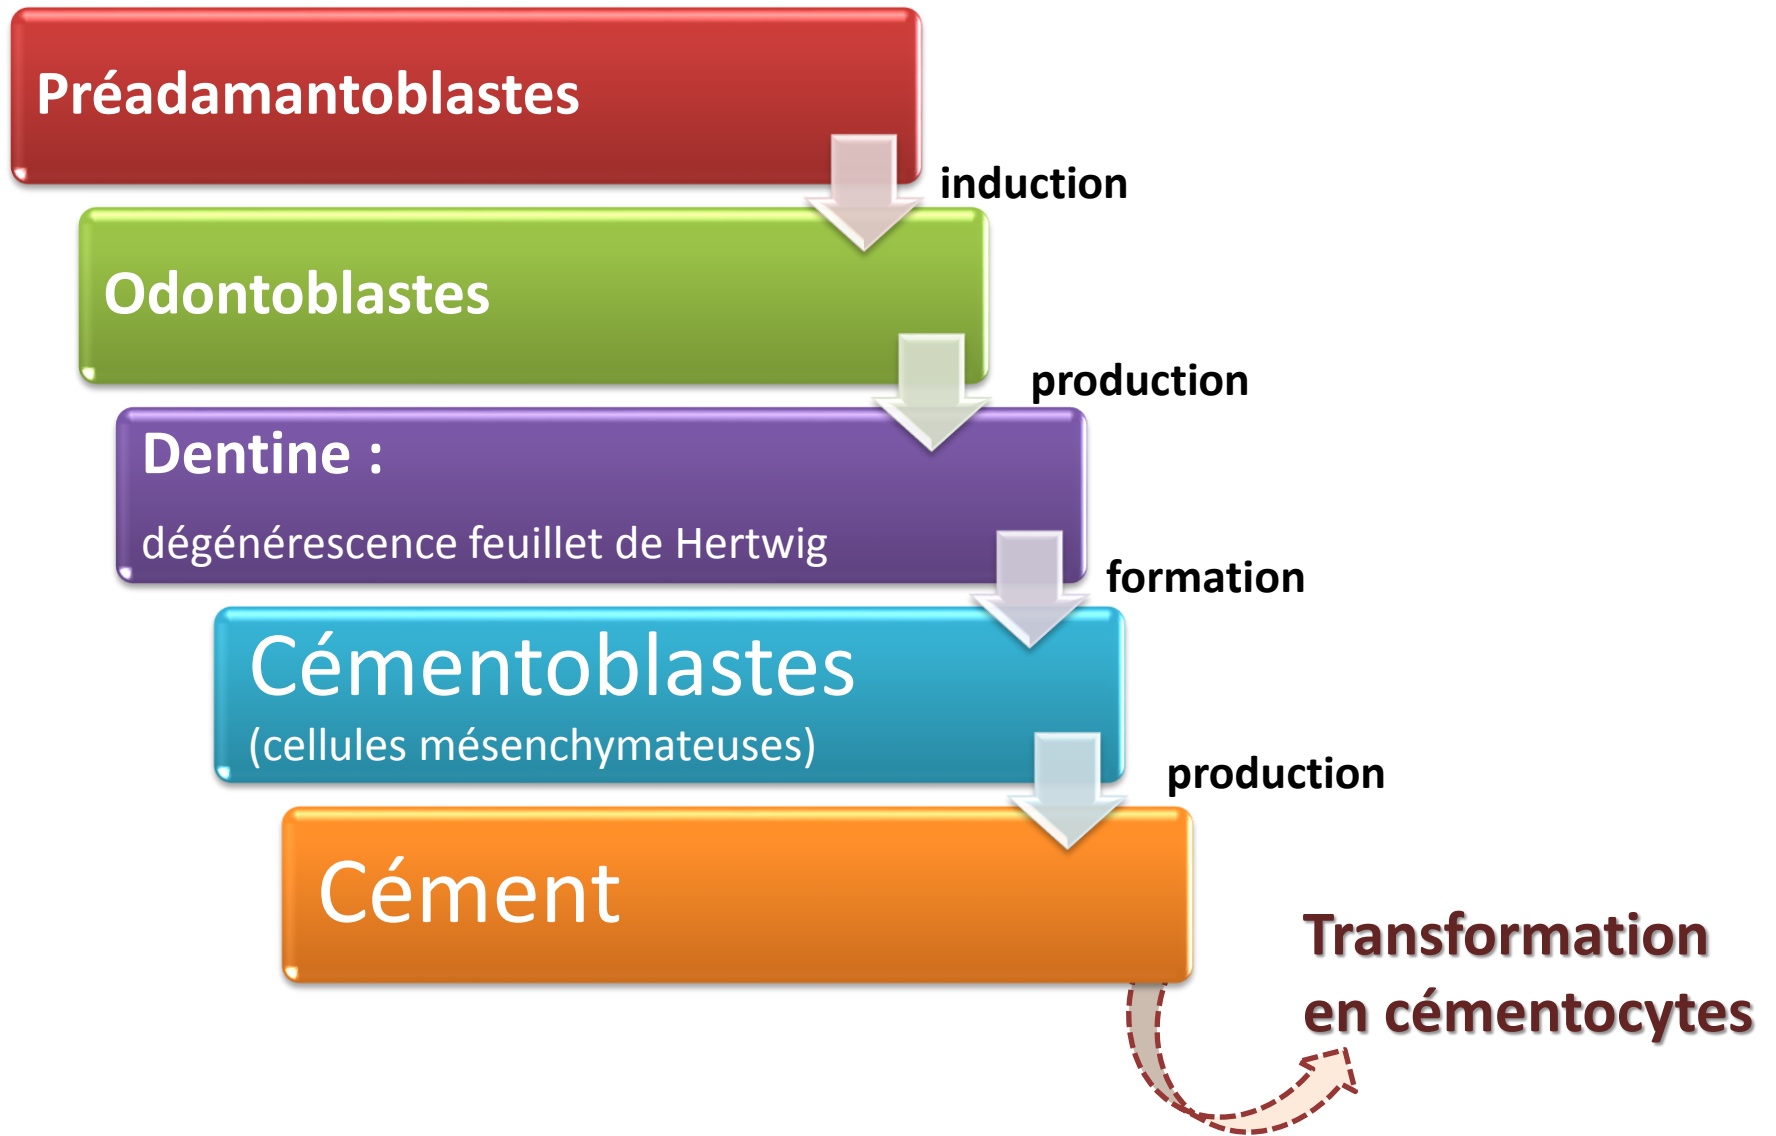 Préadamantoblastes
induction
Odontoblastes
production
Dentine :
dégénérescence feuillet de Hertwig
formation
Cémentoblastes
(cellules mésenchymateuses)
production
Cément
Transformation
en cémentocytes